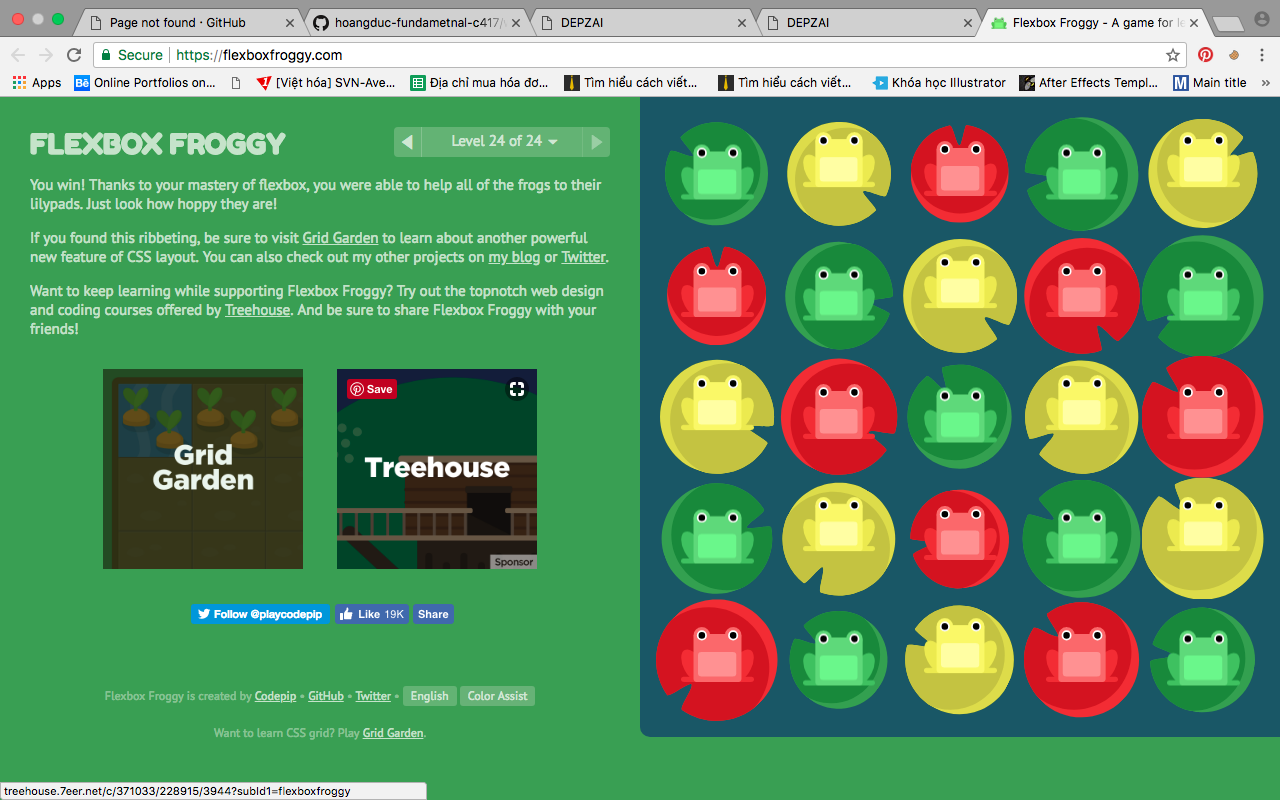 Page not found · GitHub
hoangduc-fundametnal-c417/
DEPZAI
DEPZAI
Flexbox Froggy - A game for le
Secure
https://flexboxfroggy.com
Apps
Bē Online Portfolios on...
[Việt hóa] SVN-Ave...
Địa chỉ mua hóa đơ...
Tìm hiểu cách viết...
Tìm hiểu cách viết...
Khóa học Illustrator
After Effects Templ...
M Main title
»
FLEXBOX FROGGY
Level 24 of 24
You win! Thanks to your mastery of flexbox, you were able to help all of the frogs to their
lilypads. Just look how hoppy they are!
If you found this ribbeting, be sure to visit Grid Garden to learn about another powerful
new feature of CSS layout. You can also check out my other projects on my blog or Twitter.
Want to keep learning while supporting Flexbox Froggy? Try out the topnotch web design
and coding courses offered by Treehouse. And be sure to share Flexbox Froggy with your
friends!
Grid
Garden
Save
Treehouse
Sponsor
Follow @playcodepip
Like 19K
Share
Flexbox Froggy is created by Codepip • GitHub • Twitter • English Color Assist
Want to learn CSS grid? Play Grid Garden.
treehouse.7eer.net/c/371033/228915/3944?subId1=flexboxfroggy